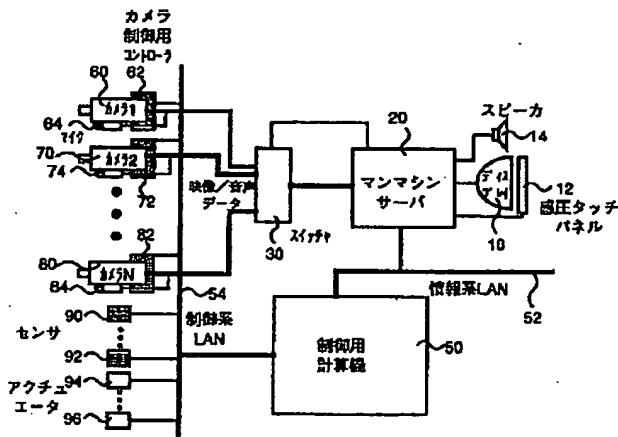 カメラ
制御用
コントローラ
60
62
カメラ1
64
マイク
70
カメラ2
74
72
映像/音声
データ
82
80
カメラN
84
54
90
センサ
制御系
LAN
92
94
アクチュ
エータ
96
30
スイッチャ
20
マンマシン
サーバ
スピーカ
14
ディス
プレイ
10
12
感圧タッチ
パネル
情報系LAN
52
制御用
計算機
50